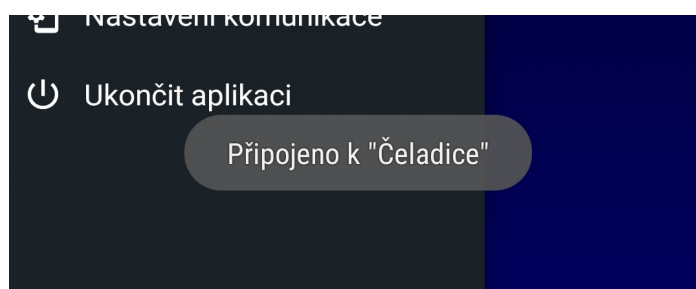 Nastavení komunikace
Ukončit aplikaci
Připojeno k "Čeladice"